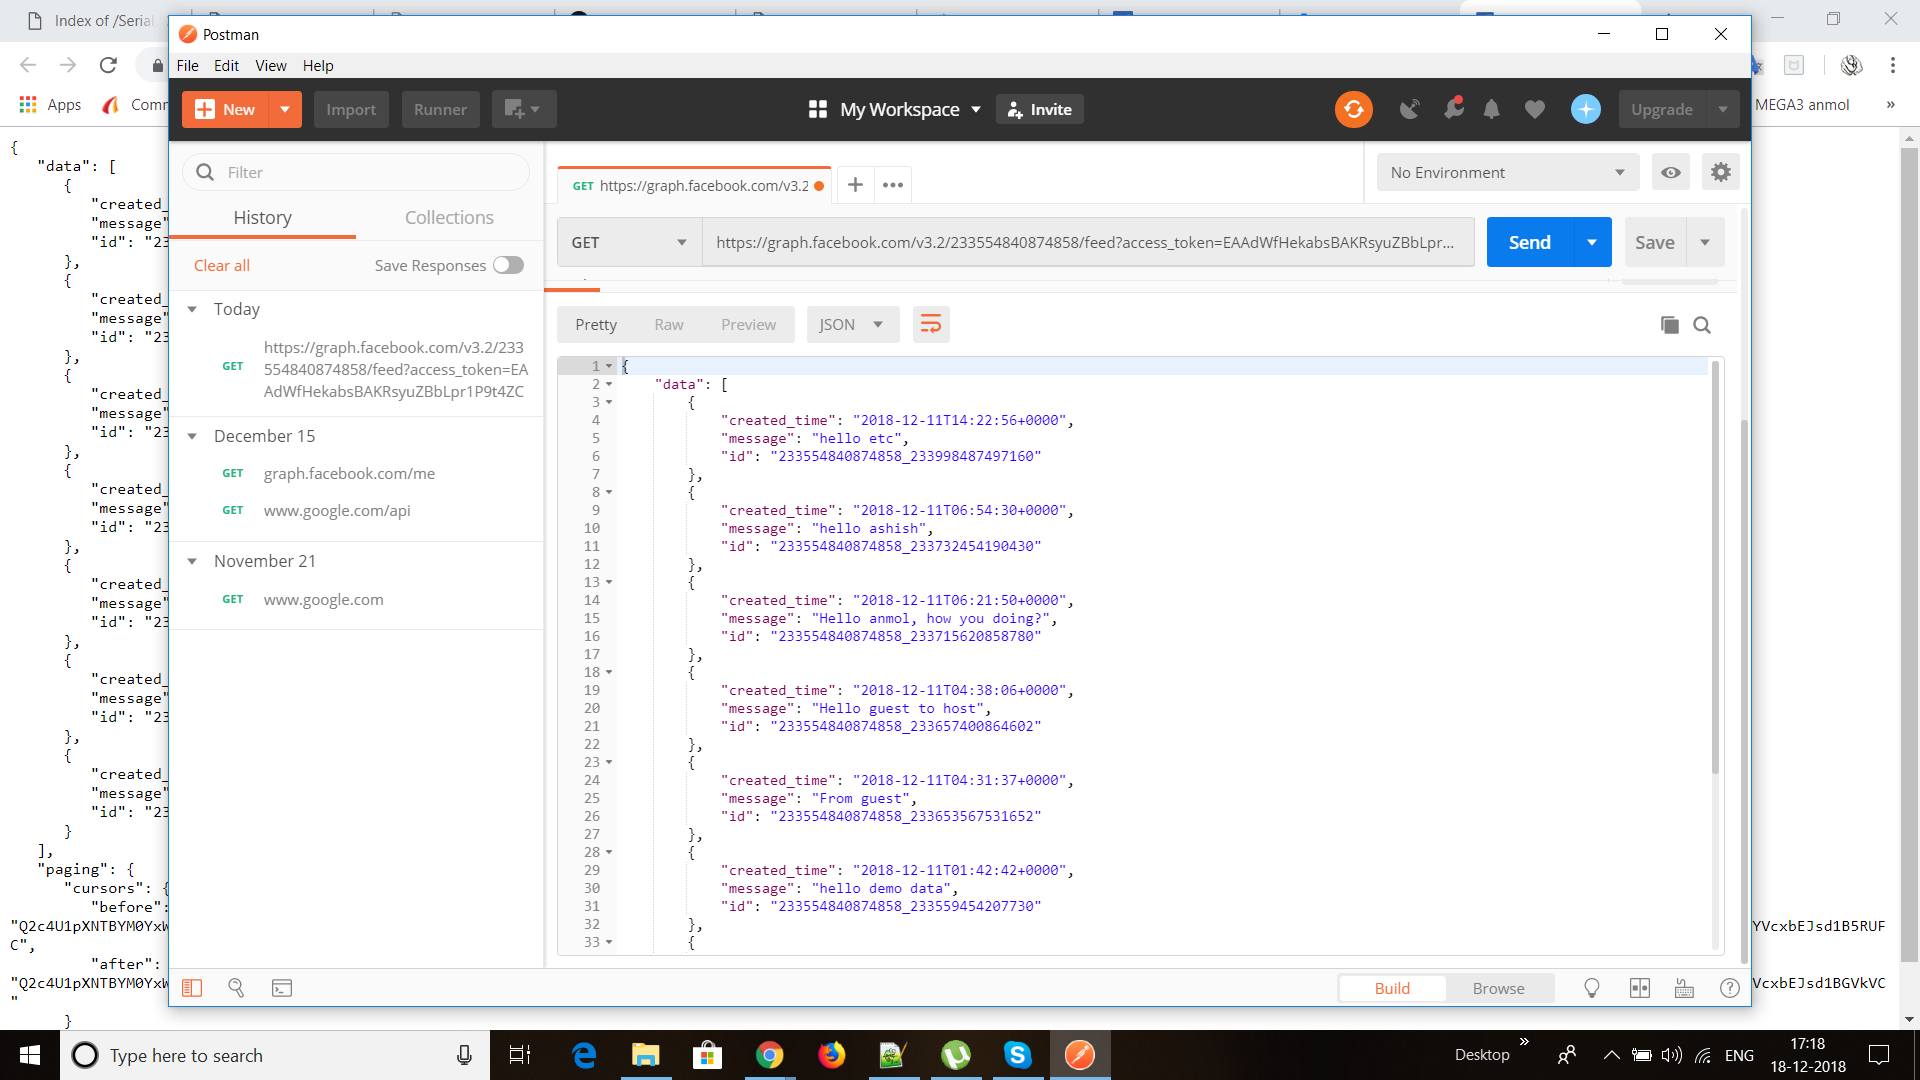 Index of /Serial
Postman
File Edit View Help
Apps
Comm
MEGA3 anmol
»
New
Import
Runner
My Workspace
Invite
Upgrade
Filter
History
Collections
Clear all
Save Responses
Today
GET
https://graph.facebook.com/v3.2/233
554840874858/feed?access_token=EA
AdWfHekabsBAKRsyuZBbLpr1P9t4ZC
December 15
GET graph.facebook.com/me
GET www.google.com/api
November 21
GET www.google.com
GET https://graph.facebook.com/v3.2
No Environment
GET
https://graph.facebook.com/v3.2/233554840874858/feed?access_token=EAAdWfHekabsBAKRsyuZBbLpr...
Send
Save
Pretty
Raw
Preview
JSON
1 {
2 "data": [
3 {
4 "created_time": "2018-12-11T14:22:56+0000",
5 "message": "hello etc",
6 "id": "233554840874858_233998487497160"
7 },
8 {
9 "created_time": "2018-12-11T06:54:30+0000",
10 "message": "hello ashish",
11 "id": "233554840874858_233732454190430"
12 },
13 {
14 "created_time": "2018-12-11T06:21:50+0000",
15 "message": "Hello anmol, how you doing?",
16 "id": "233554840874858_233715620858780"
17 },
18 {
19 "created_time": "2018-12-11T04:38:06+0000",
20 "message": "Hello guest to host",
21 "id": "233554840874858_233657400864602"
22 },
23 {
24 "created_time": "2018-12-11T04:31:37+0000",
25 "message": "From guest",
26 "id": "233554840874858_233653567531652"
27 },
28 {
29 "created_time": "2018-12-11T01:42:42+0000",
30 "message": "hello demo data",
31 "id": "233554840874858_233559454207730"
32 },
33 {
Build
Browse
{
"data": [
{
"created_
"message"
"id": "23
},
{
"created_
"message"
"id": "23
},
{
"created_
"message"
"id": "23
},
{
"created_
"message"
"id": "23
},
{
"created_
"message"
"id": "23
},
{
"created_
"message"
"id": "23
},
{
"created_
"message"
"id": "23
}
],
"paging": {
"cursors": {
"before":
"Q2c4U1pXNTBYM0YxW
YVcxbEJsd1B5RUF
C",
"after":
"Q2c4U1pXNTBYM0YxW
VcxbEJsd1BGVkVC
"
}
Type here to search
Desktop
»
ENG
17:18
18-12-2018